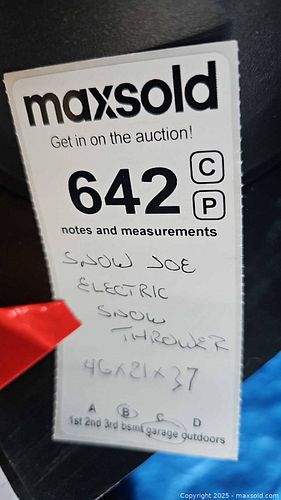 maxsold
Get in on the auction!
642 C
P
notes and measurements
SNOW JOE
ELECTRIC
SNOW
THROWER
46x21x37
A B C D
1st 2nd 3rd bsmt garage outdoors
Copyright © 2025 - maxsold.com